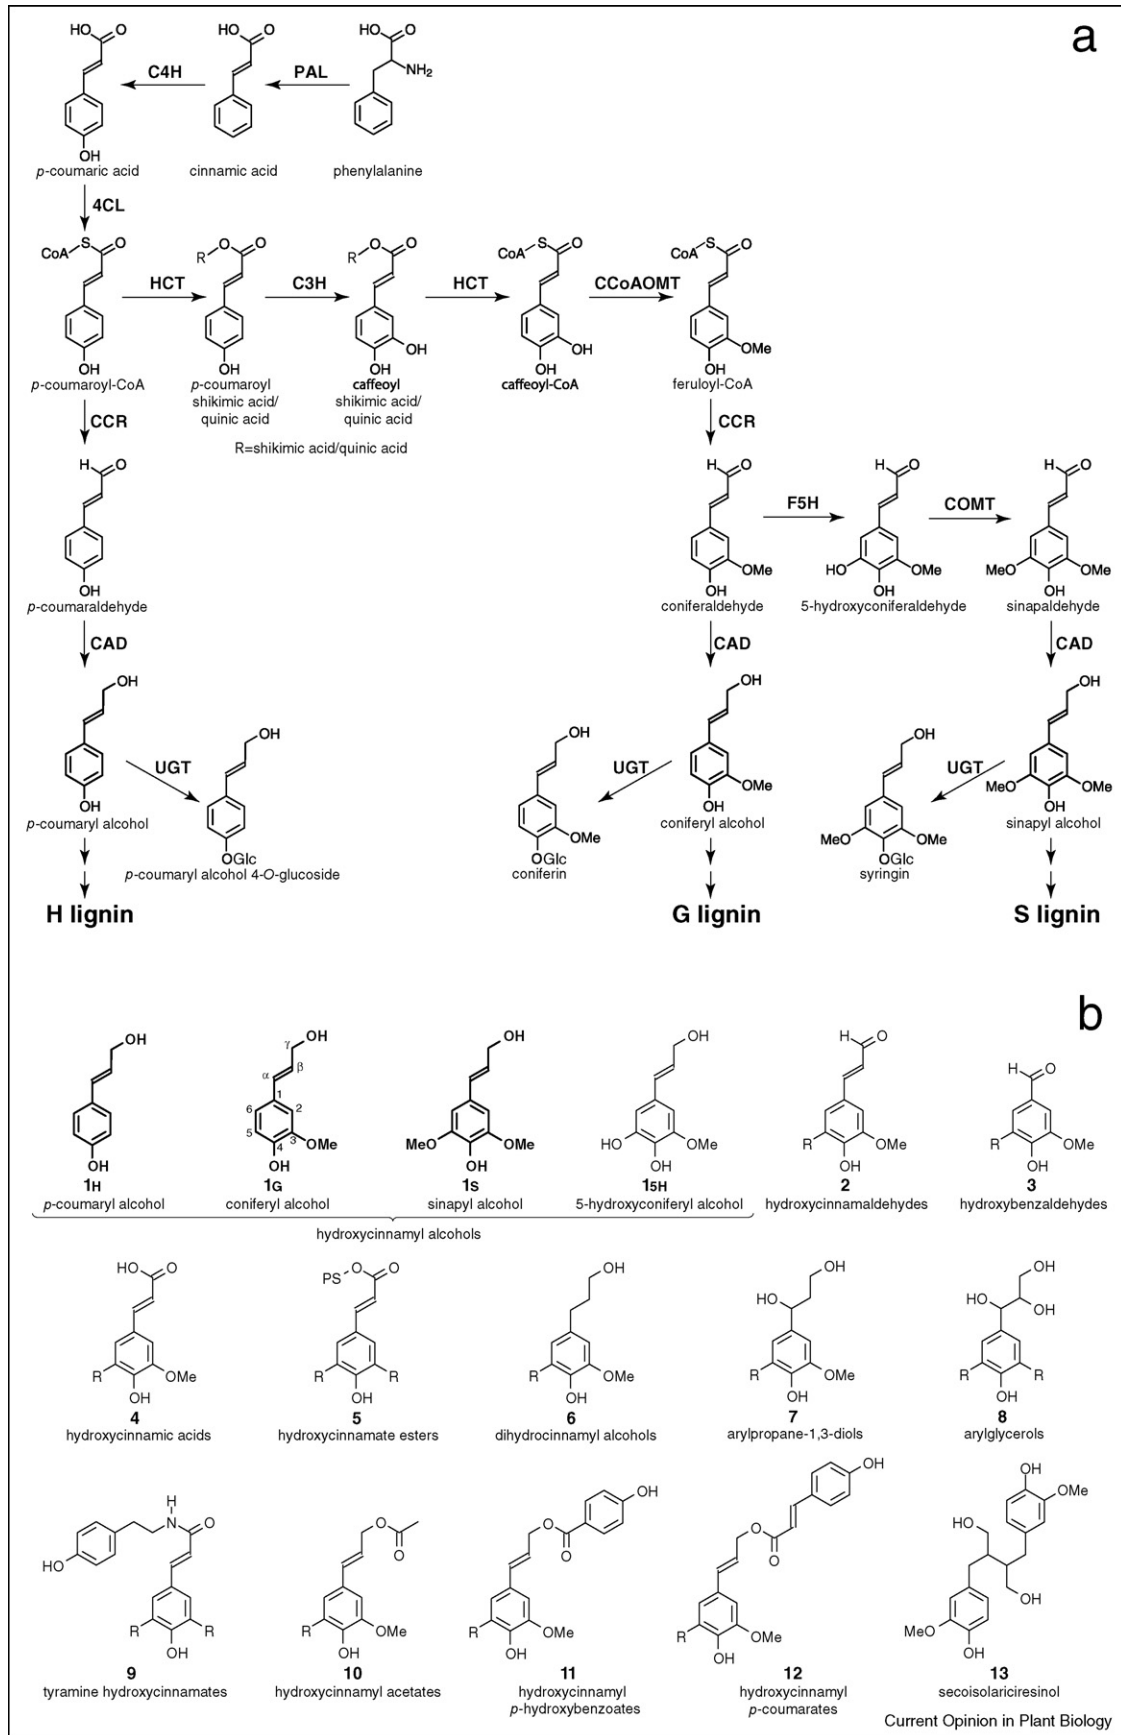 a
HO O HO O HO O
C4H PAL NH₂
OH
p-coumaric acid cinnamic acid phenylalanine
4CL
CoA S O R O O R O O CoA S O CoA S O
HCT C3H HCT CCoAOMT
OH OH OH OH OH OMe
OH OH
p-coumaroyl-CoA p-coumaroyl caffeoyl caffeoyl-CoA feruloyl-CoA
shikimic acid/ shikimic acid/
quinic acid quinic acid
CCR CCR
R=shikimic acid/quinic acid
H O H O H O H O
F5H COMT
OMe HO OMe MeO OMe
OH OH OH OH
p-coumaraldehyde coniferaldehyde 5-hydroxyconiferaldehyde sinapaldehyde
CAD CAD CAD
OH OH OH
OH OH OH
UGT UGT UGT
OMe MeO OMe
OH OH OH
p-coumaryl alcohol coniferyl alcohol sinapyl alcohol
OMe MeO OMe
OGlc OGlc OGlc
p-coumaryl alcohol 4-O-glucoside coniferin syringin
H lignin G lignin S lignin
b
OH OH OH OH H O H O
γ
α β
1
6 2
5 3
4
OMe MeO OMe HO OMe R OMe R OMe
OH OH OH OH OH OH
1H 1G 1S 15H 2 3
p-coumaryl alcohol coniferyl alcohol sinapyl alcohol 5-hydroxyconiferyl alcohol hydroxycinnamaldehydes hydroxybenzaldehydes
hydroxycinnamyl alcohols
HO O PS O O OH OH OH
HO HO OH
R OMe R R R OMe R OMe R R
OH OH OH OH OH
4 5 6 7 8
hydroxycinnamic acids hydroxycinnamate esters dihydrocinnamyl alcohols arylpropane-1,3-diols arylglycerols
H
N O O O O O OH O O OH OH
OMe
HO HO OH
R R R OMe R OMe R OMe MeO
OH OH OH OH OH
9 10 11 12 13
tyramine hydroxycinnamates hydroxycinnamyl acetates hydroxycinnamyl hydroxycinnamyl secoisolariciresinol
p-hydroxybenzoates p-coumarates
Current Opinion in Plant Biology